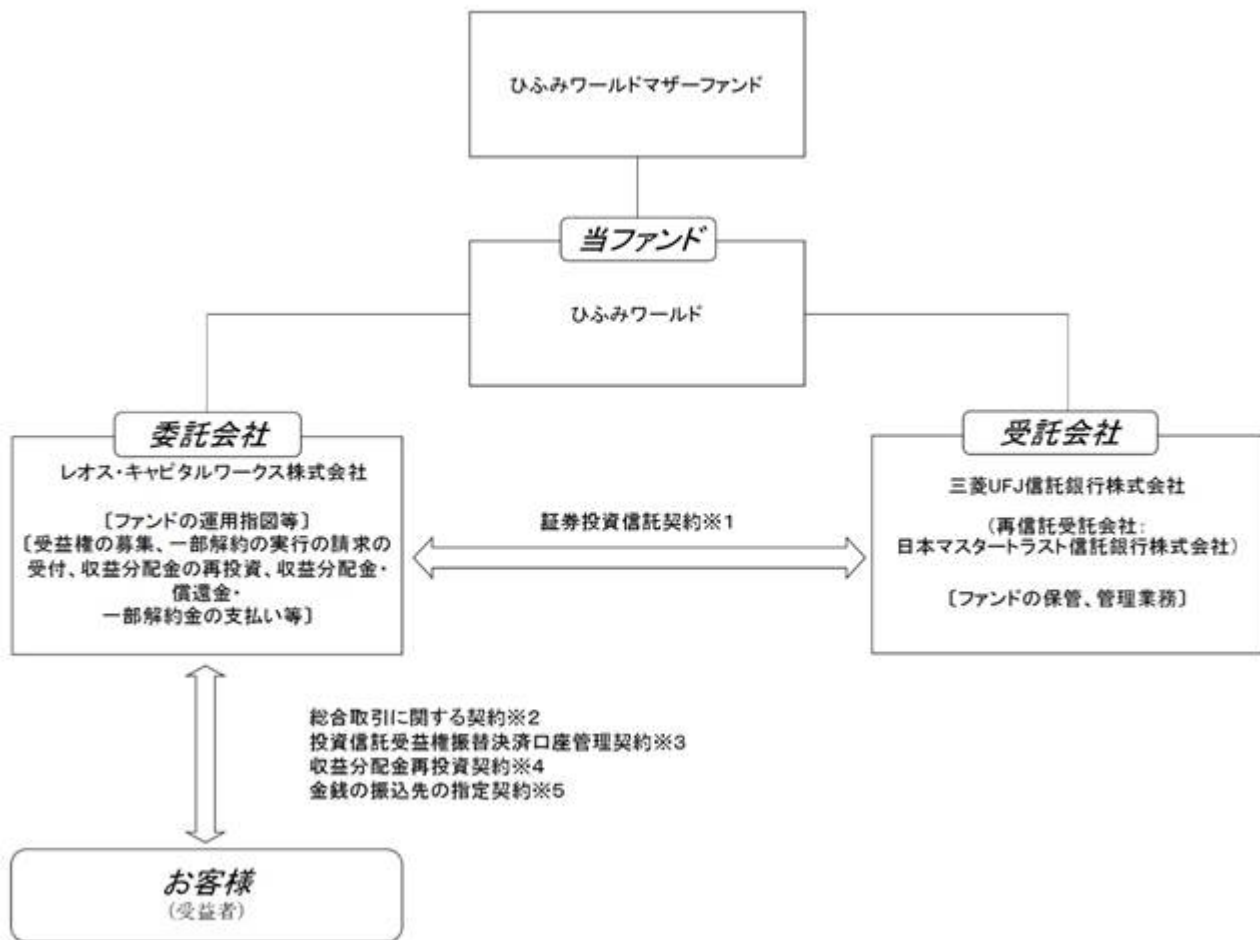 ひふみワールドマザーファンド
当ファンド
ひふみワールド
委託会社
レオス・キャピタルワークス株式会社
〔ファンドの運用指図等〕
〔受益権の募集、一部解約の実行の請求の
受付、収益分配金の再投資、収益分配金・
償還金・
一部解約金の支払い等〕
証券投資信託契約※1
受託会社
三菱UFJ信託銀行株式会社
（再信託受託会社：
日本マスタートラスト信託銀行株式会社）
〔ファンドの保管、管理業務〕
総合取引に関する契約※2
投資信託受益権振替決済口座管理契約※3
収益分配金再投資契約※4
金銭の振込先の指定契約※5
お客様
(受益者)